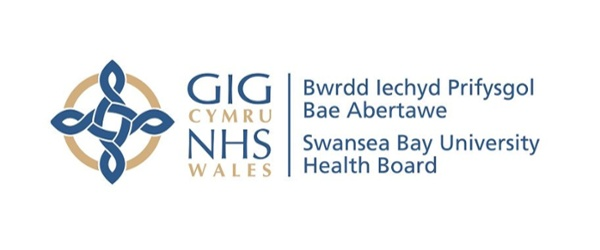 GIG
CYMRU
NHS
WALES
Bwrdd Iechyd Prifysgol
Bae Abertawe
Swansea Bay University
Health Board